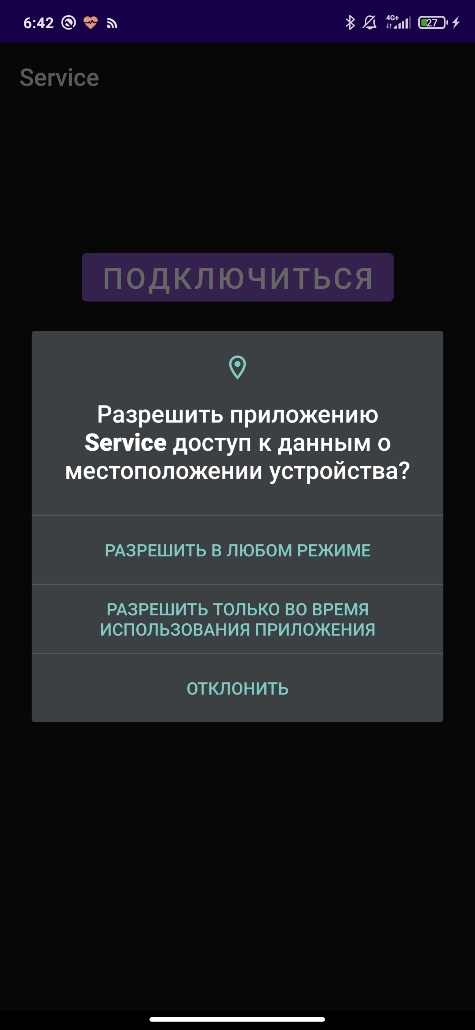 6:42 4G+ 27
Service
ПОДКЛЮЧИТЬСЯ
Разрешить приложению
Service доступ к данным о
местоположении устройства?
РАЗРЕШИТЬ В ЛЮБОМ РЕЖИМЕ
РАЗРЕШИТЬ ТОЛЬКО ВО ВРЕМЯ
ИСПОЛЬЗОВАНИЯ ПРИЛОЖЕНИЯ
ОТКЛОНИТЬ